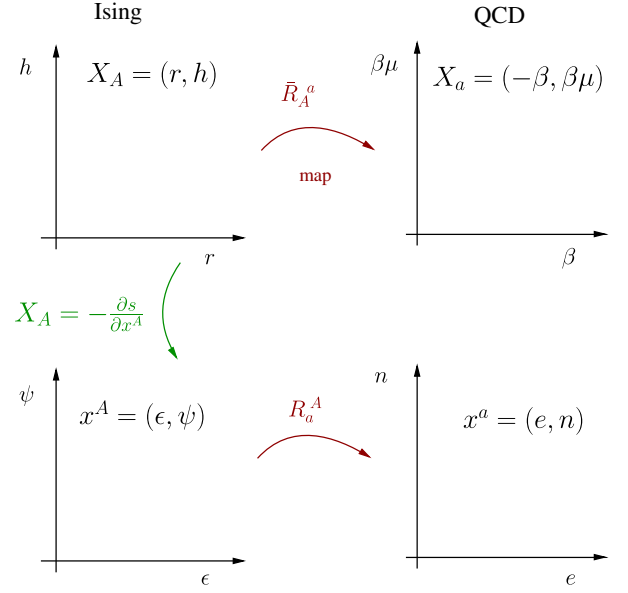 Ising
QCD
h
X_A = (r, h)
R̄_A^a
βμ
X_a = (−β, βμ)
map
r
β
X_A = −∂s/∂x^A
ψ
x^A = (ϵ, ψ)
R_a^A
n
x^a = (e, n)
ϵ
e